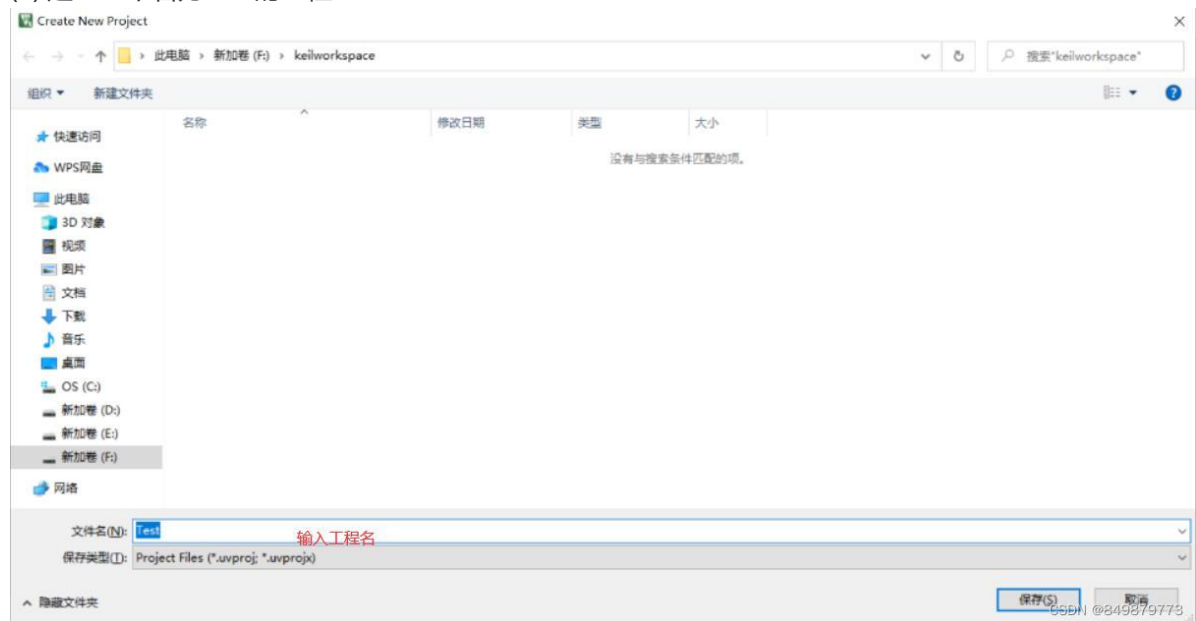 Create New Project
此电脑 › 新加卷 (F:) › keilworkspace
搜索"keilworkspace"
组织 新建文件夹
名称 修改日期 类型 大小
没有与搜索条件匹配的项。
快速访问
WPS网盘
此电脑
3D 对象
视频
图片
文档
下载
音乐
桌面
OS (C:)
新加卷 (D:)
新加卷 (E:)
新加卷 (F:)
网络
文件名(N): Test
输入工程名
保存类型(T): Project Files (*.uvproj; *.uvprojx)
隐藏文件夹
保存(S) 取消
CSDN @849879773